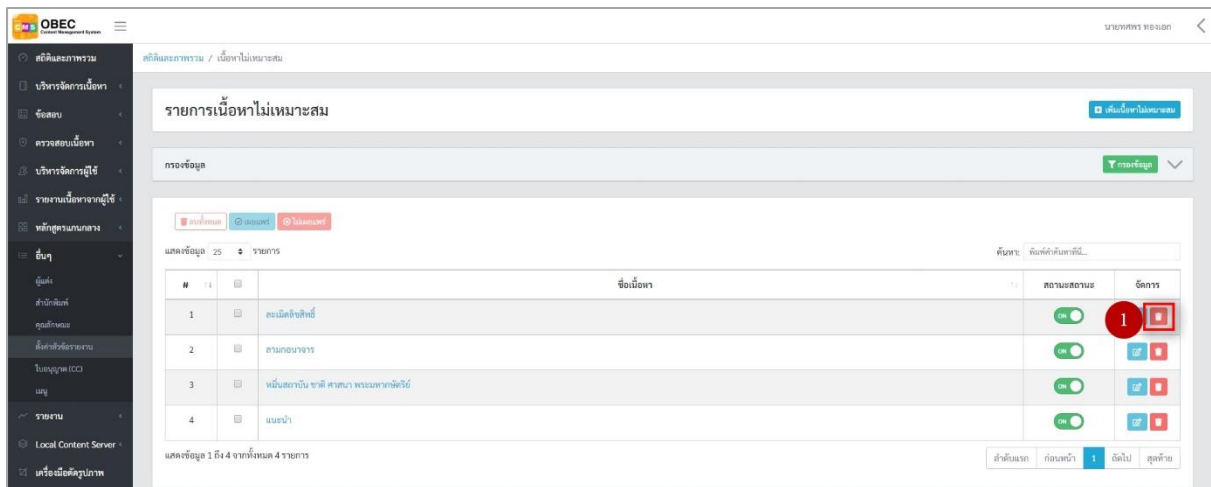 CMS OBEC
Content Management System
นายทศพร ทองเอก
สถิติและภาพรวม
สถิติและภาพรวม / เนื้อหาไม่เหมาะสม
บริหารจัดการเนื้อหา
ข้อสอบ
รายการเนื้อหาไม่เหมาะสม
เพิ่มเนื้อหาไม่เหมาะสม
ตรวจสอบเนื้อหา
บริหารจัดการผู้ใช้
กรองข้อมูล
กรองข้อมูล
รายงานเนื้อหาจากผู้ใช้
หลักสูตรแกนกลาง
ลบทั้งหมด เผยแพร่ ไม่เผยแพร่
อื่นๆ
แสดงข้อมูล 25 รายการ
ค้นหา: พิมพ์คำค้นหาที่นี่...
ผู้แต่ง
สำนักพิมพ์
คุณลักษณะ
ตั้งค่าหัวข้อรายงาน
ใบอนุญาต (CC)
เมนู
# ชื่อเนื้อหา สถานะสถานะ จัดการ
1 ละเมิดลิขสิทธิ์ ON 1
2 ลามกอนาจาร ON
3 หมิ่นสถาบัน ชาติ ศาสนา พระมหากษัตริย์ ON
4 แนะนำ ON
รายงาน
Local Content Server
เครื่องมือตัดรูปภาพ
แสดงข้อมูล 1 ถึง 4 จากทั้งหมด 4 รายการ
ลำดับแรก ก่อนหน้า 1 ถัดไป สุดท้าย